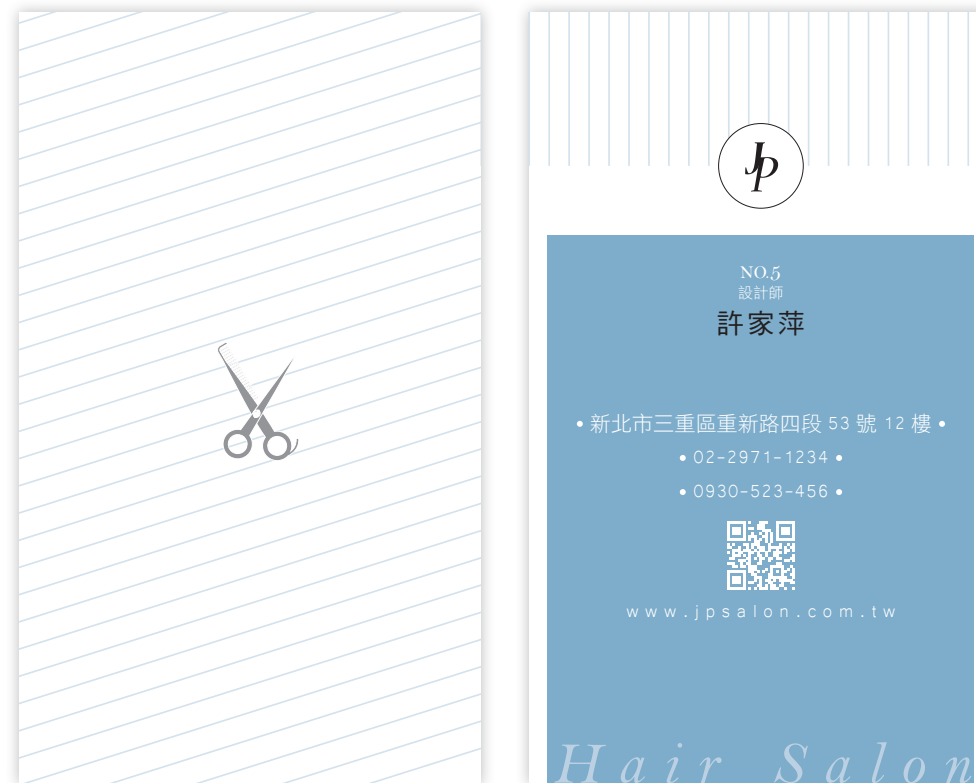 Jp
NO.5
設計師
許家萍
• 新北市三重區重新路四段 53 號 12 樓 •
• 02-2971-1234 •
• 0930-523-456 •
www.jpsalon.com.tw
Hair Salon